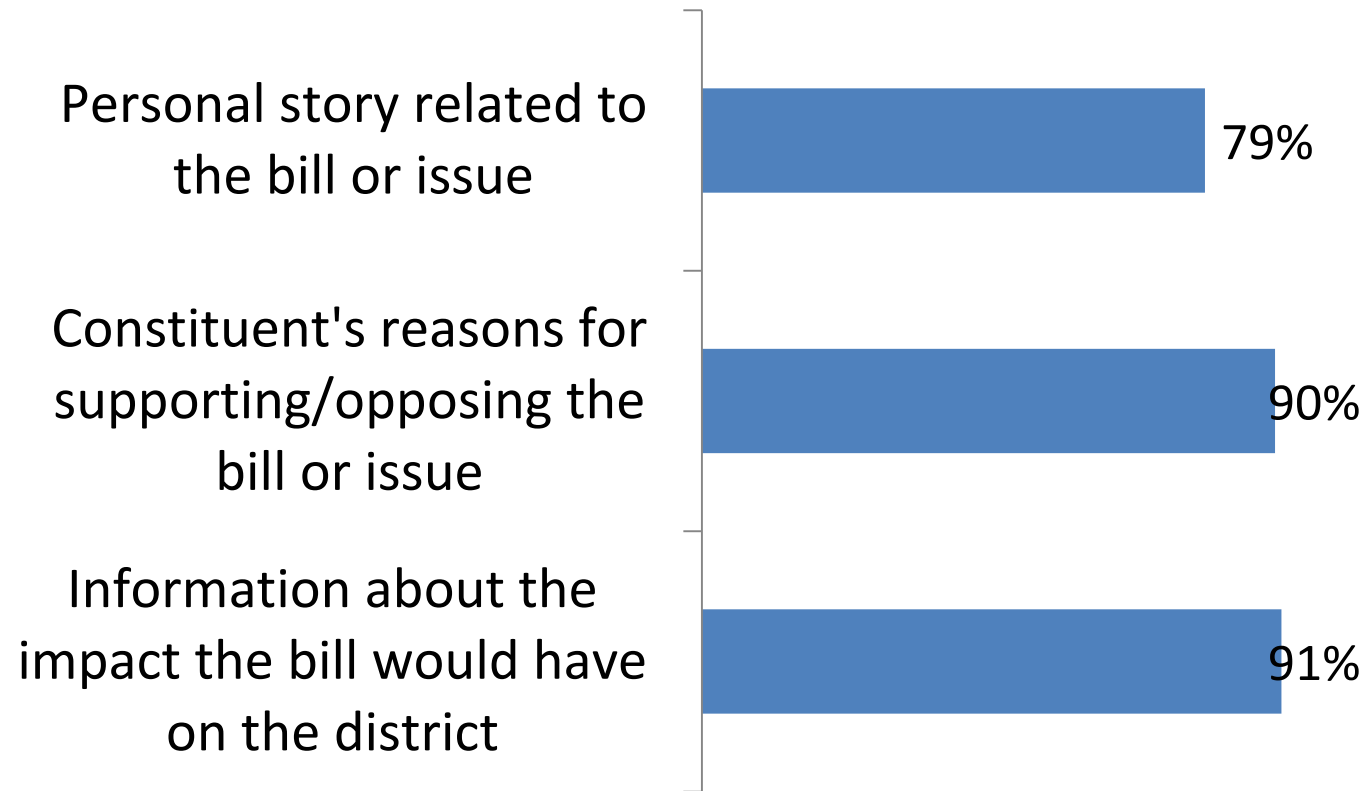 Personal story related to
the bill or issue
79%
Constituent's reasons for
supporting/opposing the
bill or issue
90%
Information about the
impact the bill would have
on the district
91%